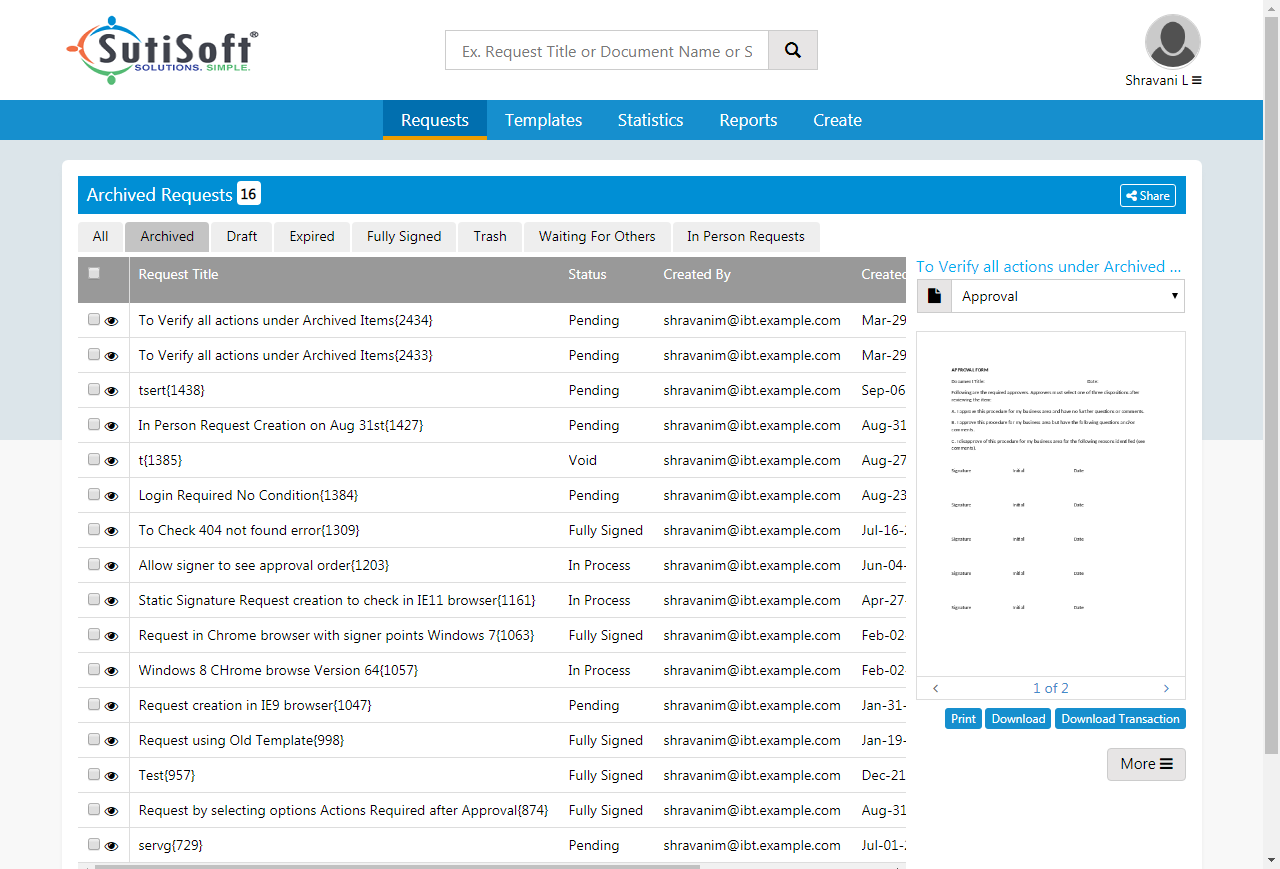 SutiSoft®
SOLUTIONS. SIMPLE.
Ex. Request Title or Document Name or S
Shravani L
Requests Templates Statistics Reports Create
Archived Requests 16
Share
All Archived Draft Expired Fully Signed Trash Waiting For Others In Person Requests
Request Title Status Created By Created
To Verify all actions under Archived Items{2434} Pending shravanim@ibt.example.com Mar-29
To Verify all actions under Archived Items{2433} Pending shravanim@ibt.example.com Mar-29
tsert{1438} Pending shravanim@ibt.example.com Sep-06
In Person Request Creation on Aug 31st{1427} Pending shravanim@ibt.example.com Aug-31
t{1385} Void shravanim@ibt.example.com Aug-27
Login Required No Condition{1384} Pending shravanim@ibt.example.com Aug-23
To Check 404 not found error{1309} Fully Signed shravanim@ibt.example.com Jul-16-
Allow signer to see approval order{1203} In Process shravanim@ibt.example.com Jun-04-
Static Signature Request creation to check in IE11 browser{1161} In Process shravanim@ibt.example.com Apr-27-
Request in Chrome browser with signer points Windows 7{1063} Fully Signed shravanim@ibt.example.com Feb-02-
Windows 8 CHrome browse Version 64{1057} In Process shravanim@ibt.example.com Feb-02-
Request creation in IE9 browser{1047} Pending shravanim@ibt.example.com Jan-31-
Request using Old Template{998} Fully Signed shravanim@ibt.example.com Jan-19-
Test{957} Fully Signed shravanim@ibt.example.com Dec-21
Request by selecting options Actions Required after Approval{874} Fully Signed shravanim@ibt.example.com Aug-31
servg{729} Pending shravanim@ibt.example.com Jul-01-
To Verify all actions under Archived ...
Approval
APPROVAL FORM
Document Title: Date:
Following are the required approvers. Approvers must select one of three dispositions after
reviewing the item:
A. I approve this procedure for my business area and have no further questions or comments.
B. I approve this procedure for my business area but have the following questions and/or
comments.
C. I disapprove of this procedure for my business area for the following reasons identified (see
comments).
Signature Initial Date
Signature Initial Date
Signature Initial Date
Signature Initial Date
Signature Initial Date
1 of 2
Print Download Download Transaction
More